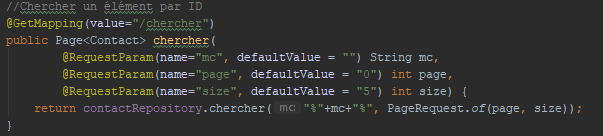 //Chercher un élément par ID
@GetMapping(value="/chercher")
public Page<Contact> chercher(
        @RequestParam(name="mc", defaultValue = "") String mc,
        @RequestParam(name="page", defaultValue = "0") int page,
        @RequestParam(name="size", defaultValue = "5") int size) {
    return contactRepository.chercher( mc: "%"+mc+"%", PageRequest.of(page, size));
}